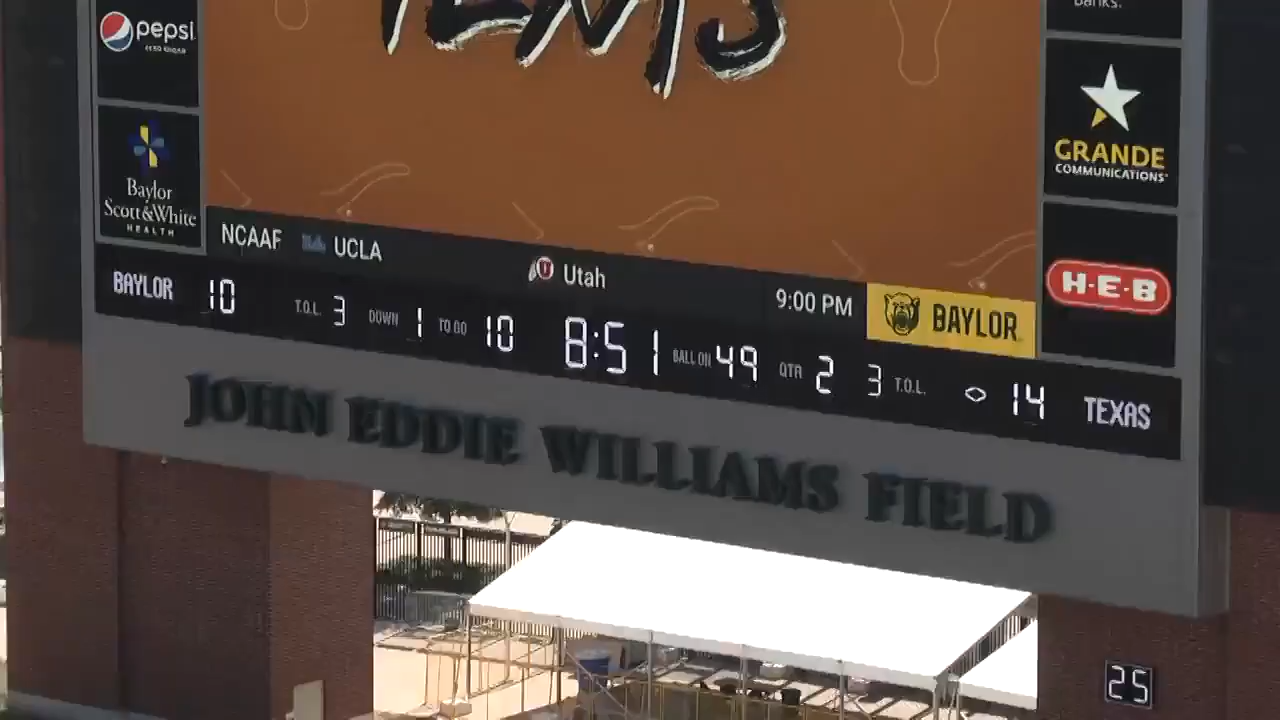 TEXAS
Banks.
pepsi
GRANDE
COMMUNICATIONS
Baylor
Scott&White
HEALTH
NCAAF UCLA
Utah
9:00 PM
BAYLOR
H-E-B
BAYLOR 10 T.O.L. 3 DOWN 1 TO GO 10 8:51 BALL ON 49 QTR 2 3 T.O.L. <> 14 TEXAS
JOHN EDDIE WILLIAMS FIELD
25